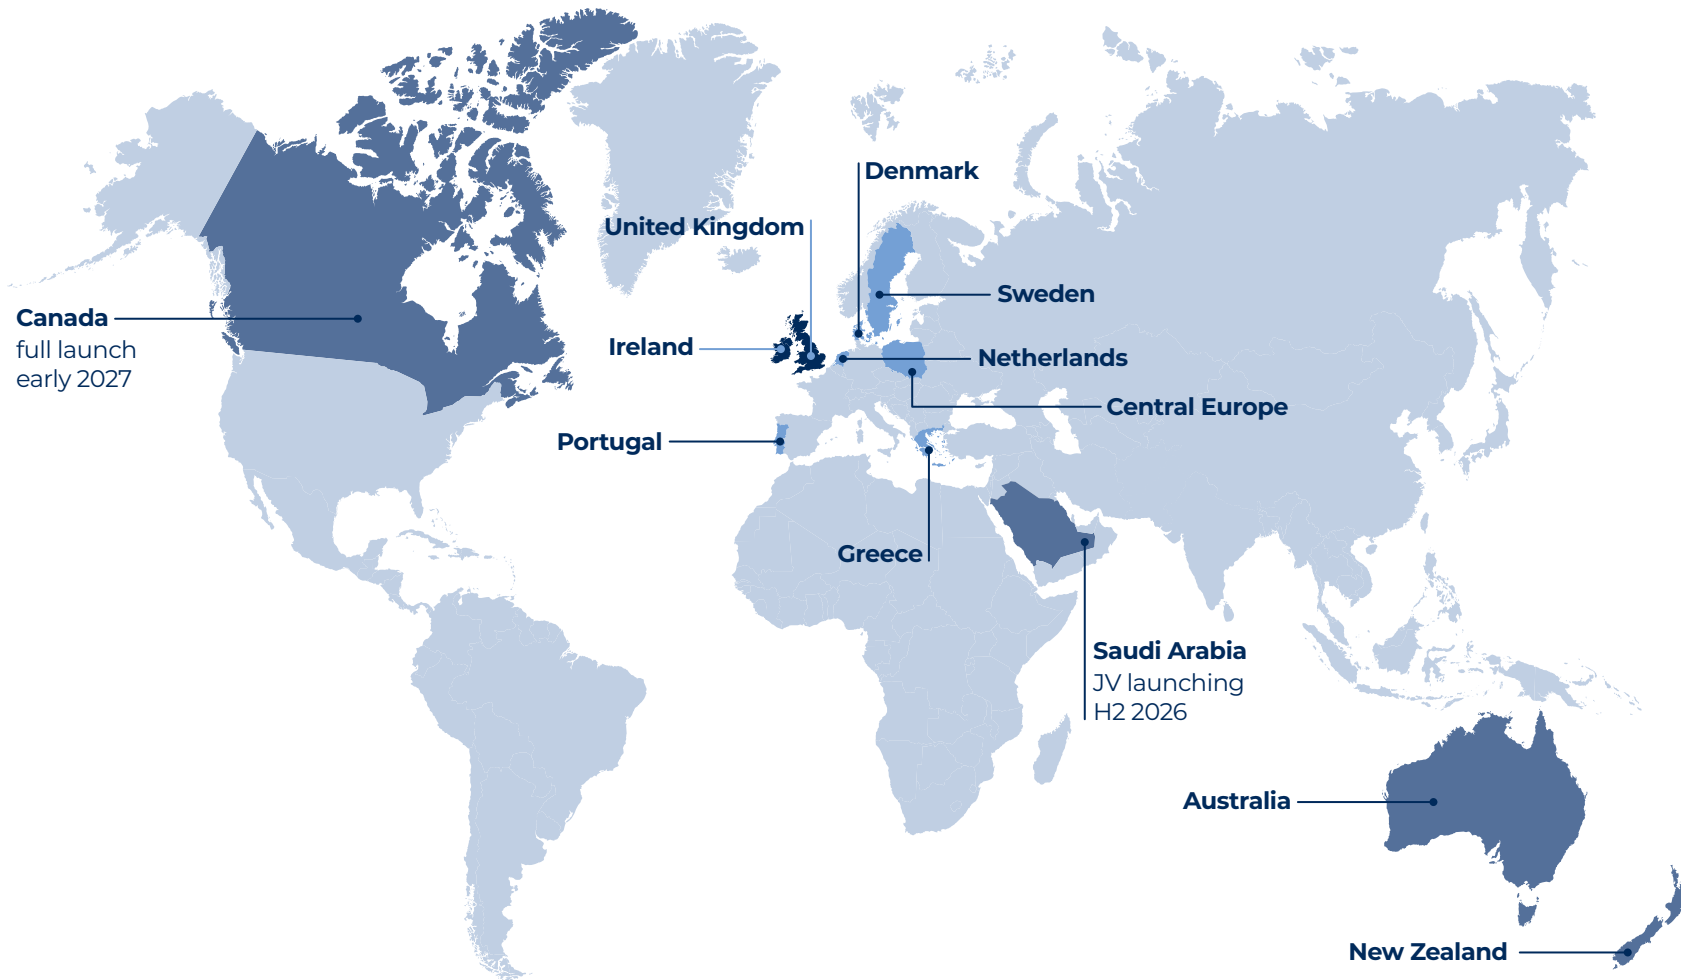 Denmark
United Kingdom
Sweden
Canada
full launch
early 2027
Ireland
Netherlands
Central Europe
Portugal
Greece
Saudi Arabia
JV launching
H2 2026
Australia
New Zealand